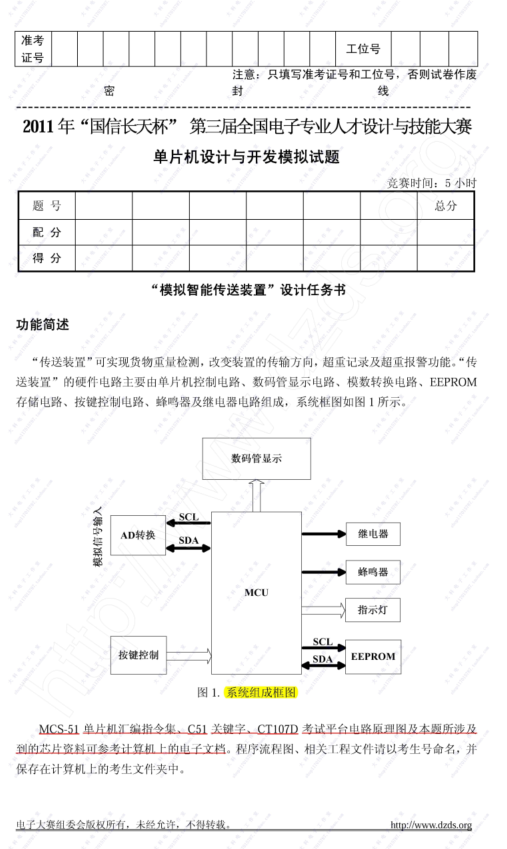 准考
证号
工位号
注意：只填写准考证号和工位号，否则试卷作废
密 封 线
2011 年“国信长天杯” 第三届全国电子专业人才设计与技能大赛
单片机设计与开发模拟试题
竞赛时间：5 小时
题 号 总分
配 分
得 分
“模拟智能传送装置”设计任务书
功能简述
“传送装置”可实现货物重量检测，改变装置的传输方向，超重记录及超重报警功能。“传
送装置”的硬件电路主要由单片机控制电路、数码管显示电路、模数转换电路、EEPROM
存储电路、按键控制电路、蜂鸣器及继电器电路组成，系统框图如图 1 所示。
数码管显示
模拟信号输入
AD转换
SCL
SDA
MCU
继电器
蜂鸣器
指示灯
按键控制
SCL
SDA
EEPROM
图 1. 系统组成框图
MCS-51 单片机汇编指令集、C51 关键字、CT107D 考试平台电路原理图及本题所涉及
到的芯片资料可参考计算机上的电子文档。程序流程图、相关工程文件请以考生号命名，并
保存在计算机上的考生文件夹中。
电子大赛组委会版权所有，未经允许，不得转载。 http://www.dzds.org